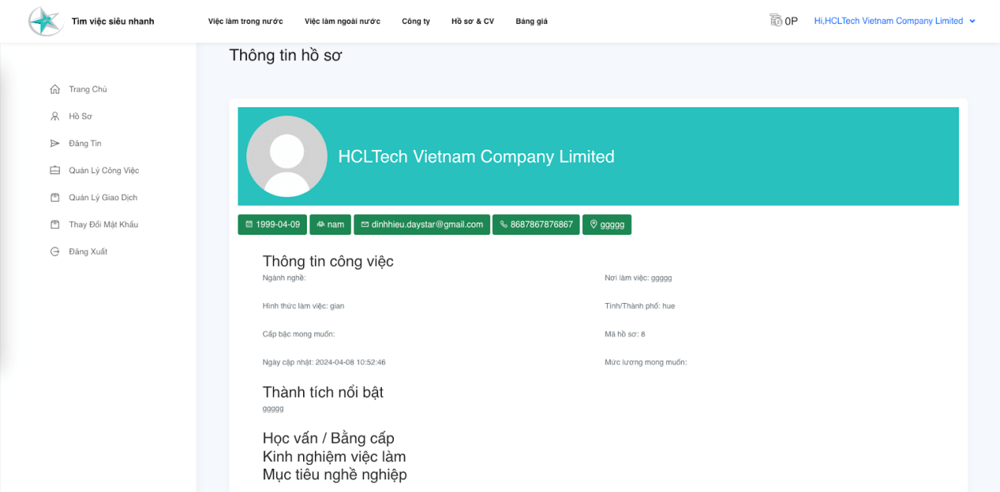 Tìm việc siêu nhanh
Việc làm trong nước
Việc làm ngoài nước
Công ty
Hồ sơ & CV
Bảng giá
0P
Hi,HCLTech Vietnam Company Limited
Thông tin hồ sơ
Trang Chủ
Hồ Sơ
Đăng Tin
Quản Lý Công Việc
Quản Lý Giao Dịch
Thay Đổi Mật Khẩu
Đăng Xuất
HCLTech Vietnam Company Limited
1999-04-09
nam
dinhhieu.daystar@gmail.com
8687867876867
ggggg
Thông tin công việc
Ngành nghề:
Nơi làm việc: ggggg
Hình thức làm việc: gian
Tỉnh/Thành phố: hue
Cấp bậc mong muốn:
Mã hồ sơ: 8
Ngày cập nhật: 2024-04-08 10:52:46
Mức lương mong muốn:
Thành tích nổi bật
ggggg
Học vấn / Bằng cấp
Kinh nghiệm việc làm
Mục tiêu nghề nghiệp